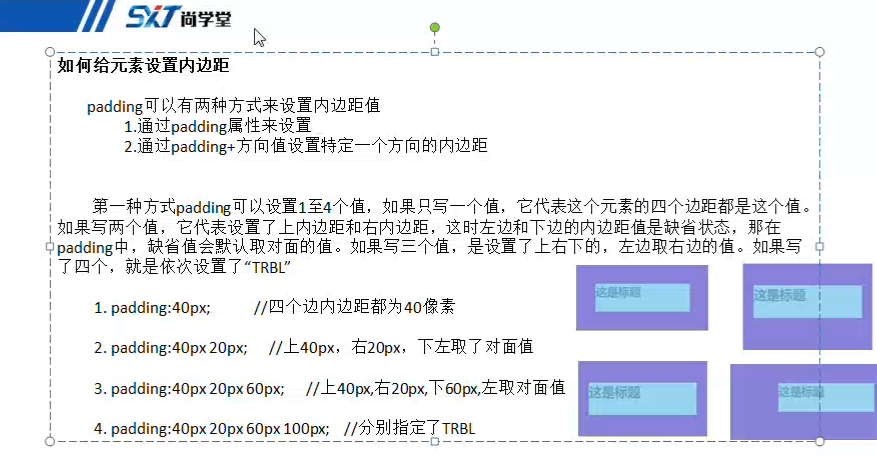 SXT尚学堂
如何给元素设置内边距
padding可以有两种方式来设置内边距值
1.通过padding属性来设置
2.通过padding+方向值设置特定一个方向的内边距
第一种方式padding可以设置1至4个值，如果只写一个值，它代表这个元素的四个边距都是这个值。
如果写两个值，它代表设置了上内边距和右内边距，这时左边和下边的内边距值是缺省状态，那在
padding中，缺省值会默认取对面的值。如果写三个值，是设置了上右下的，左边取右边的值。如果写
了四个，就是依次设置了“TRBL”
1. padding:40px; //四个边内边距都为40像素
2. padding:40px 20px; //上40px，右20px，下左取了对面值
3. padding:40px 20px 60px; //上40px,右20px,下60px,左取对面值
4. padding:40px 20px 60px 100px; //分别指定了TRBL
这是标题
这是标题
这是标题
这是标题